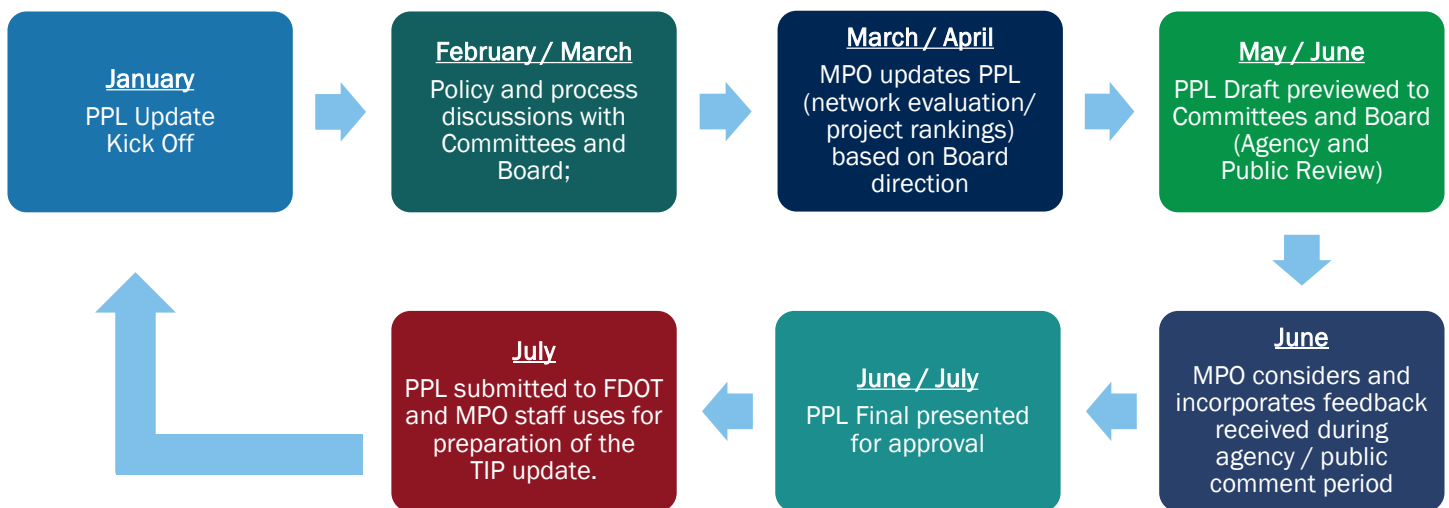 January
PPL Update
Kick Off
February / March
Policy and process
discussions with
Committees and
Board;
March / April
MPO updates PPL
(network evaluation/
project rankings)
based on Board
direction
May / June
PPL Draft previewed to
Committees and Board
(Agency and
Public Review)
June
MPO considers and
incorporates feedback
received during
agency / public
comment period
June / July
PPL Final presented
for approval
July
PPL submitted to FDOT
and MPO staff uses for
preparation of the
TIP update.